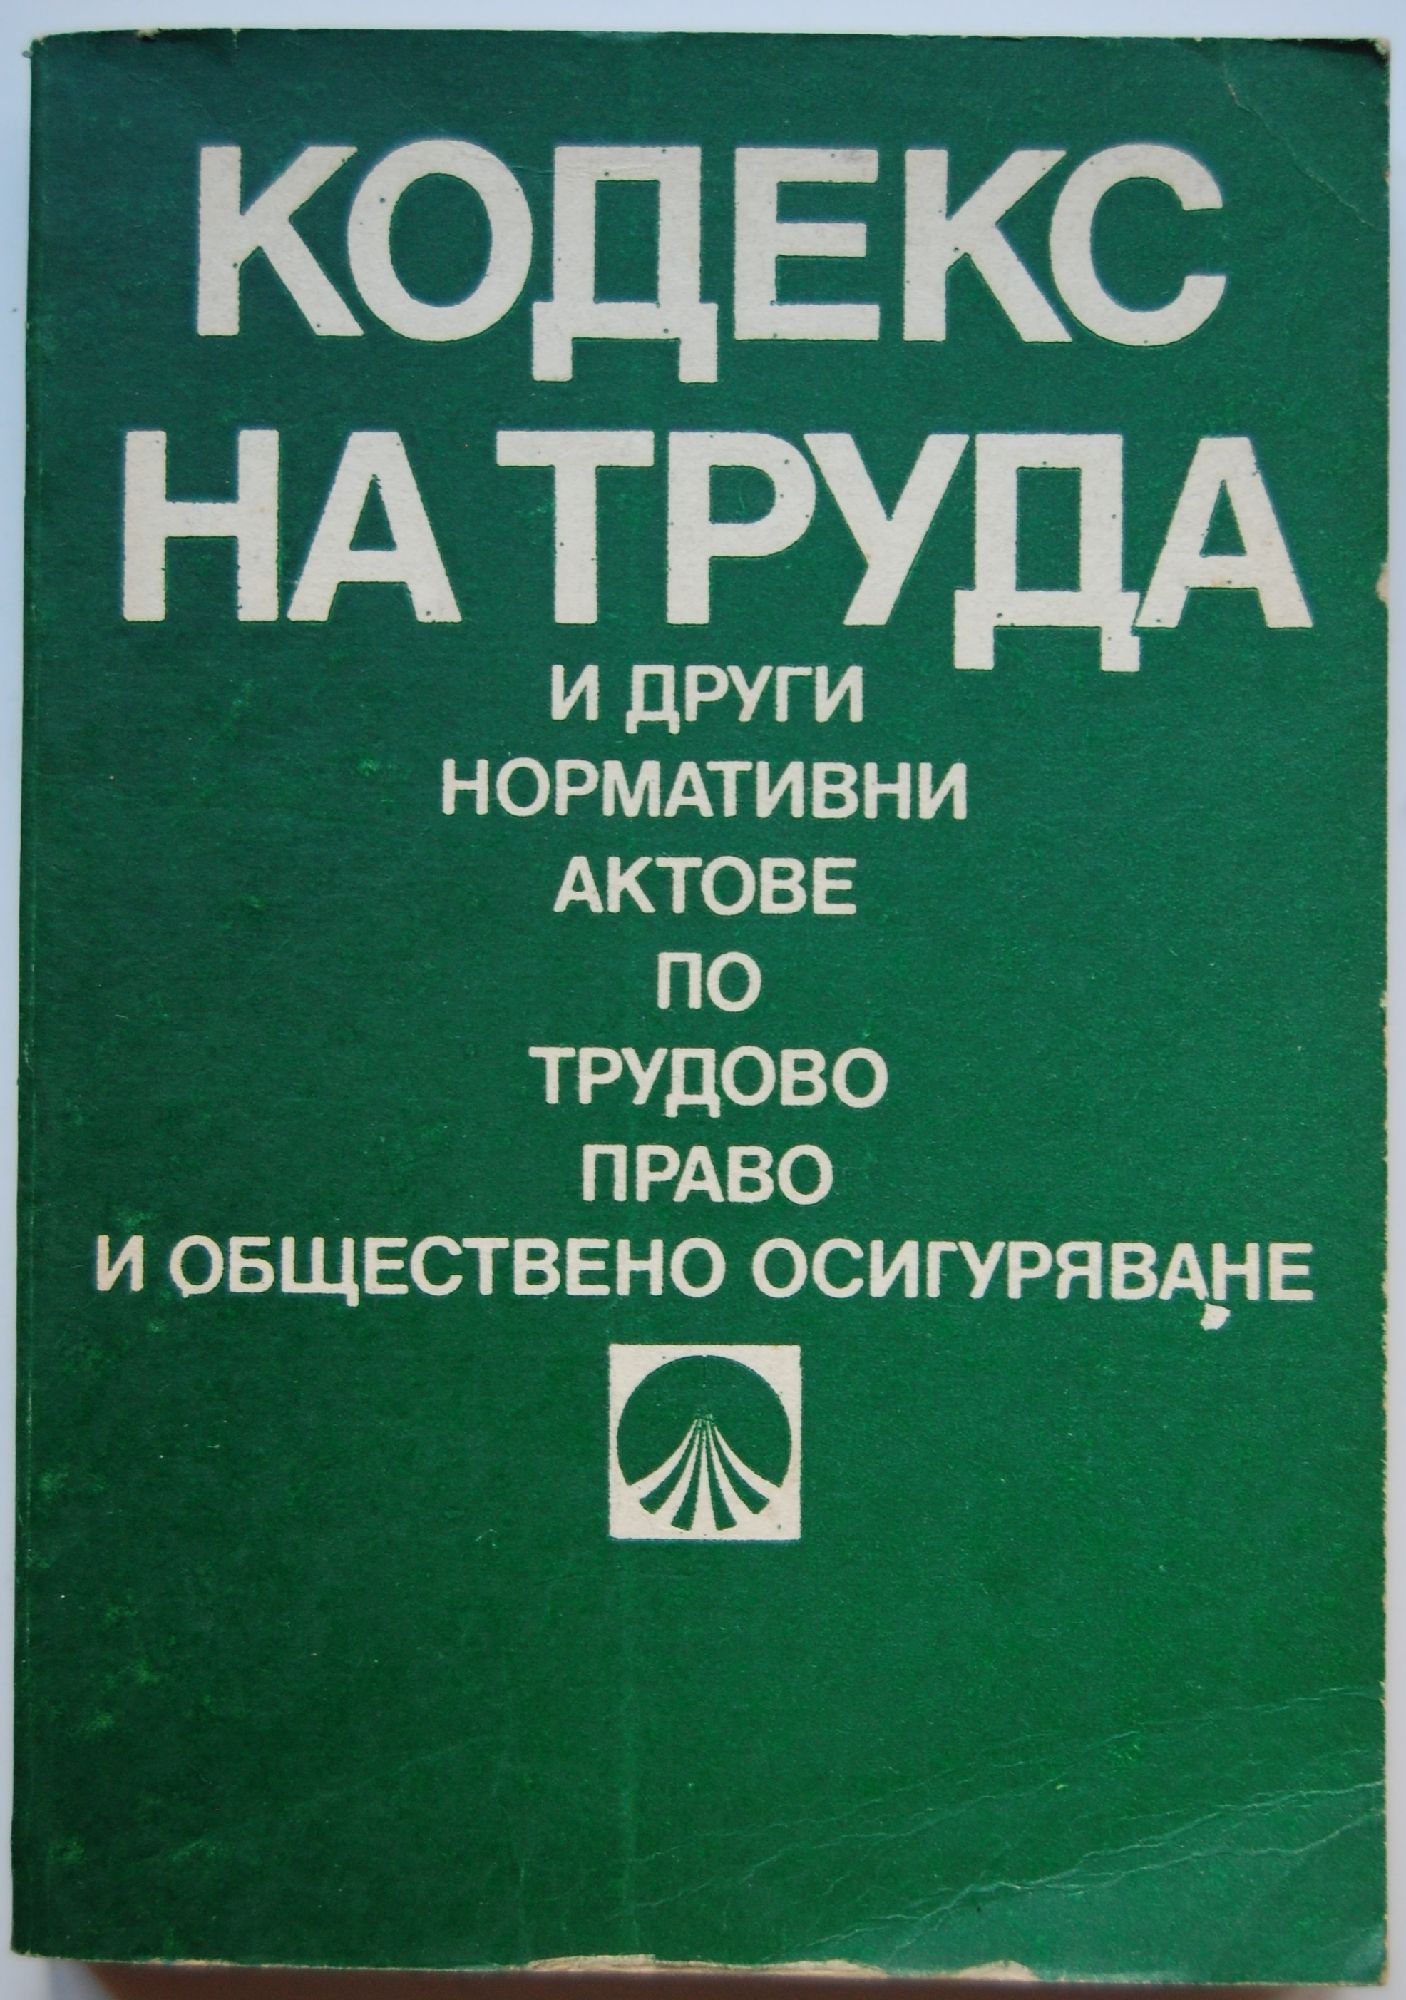 КОДЕКС
НА ТРУДА
И ДРУГИ
НОРМАТИВНИ
АКТОВЕ
ПО
ТРУДОВО
ПРАВО
И ОБЩЕСТВЕНО ОСИГУРЯВАНЕ